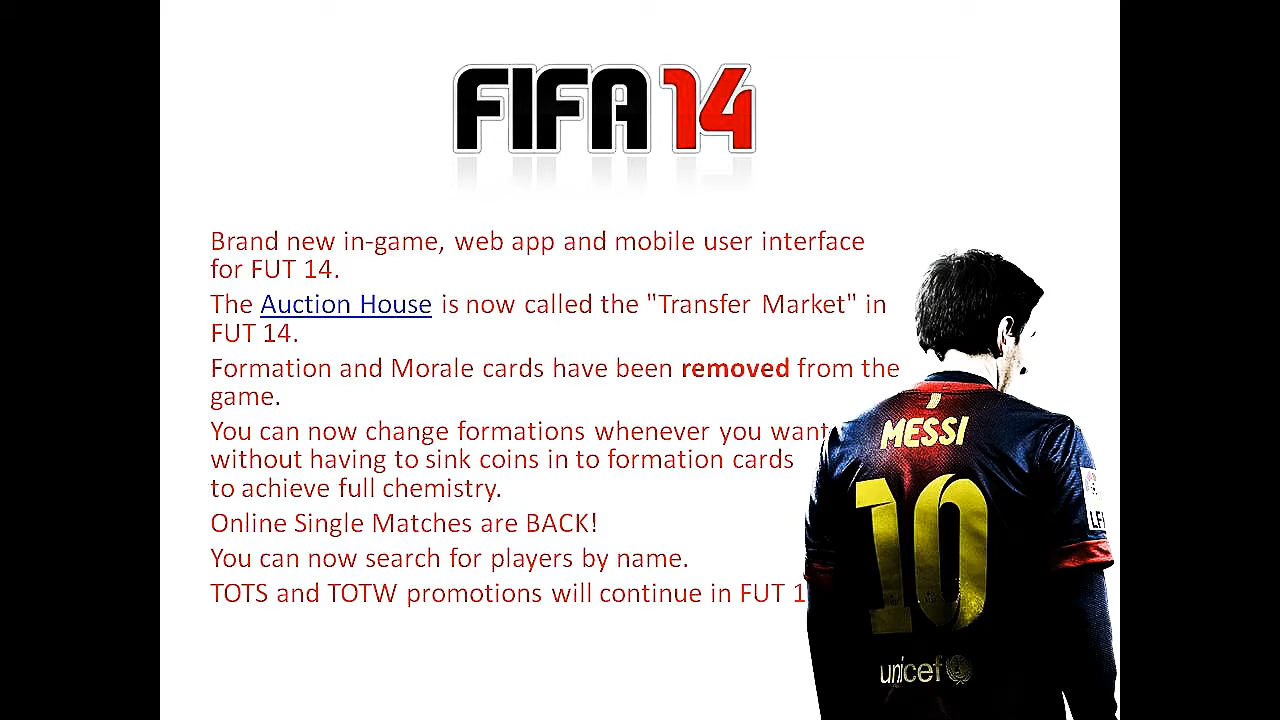 FIFA 14
Brand new in-game, web app and mobile user interface
for FUT 14.
The Auction House is now called the "Transfer Market" in
FUT 14.
Formation and Morale cards have been removed from the
game.
You can now change formations whenever you want
without having to sink coins in to formation cards
to achieve full chemistry.
Online Single Matches are BACK!
You can now search for players by name.
TOTS and TOTW promotions will continue in FUT 1
MESSI
10
LF
unicef